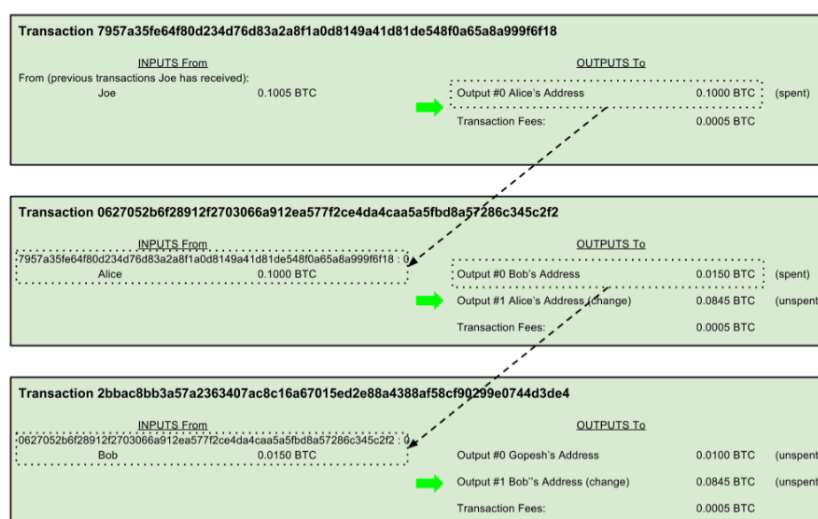 Transaction 7957a35fe64f80d234d76d83a2a8f1a0d8149a41d81de548f0a65a8a999f6f18
INPUTS From OUTPUTS To
From (previous transactions Joe has received):
Joe 0.1005 BTC Output #0 Alice's Address 0.1000 BTC (spent)
Transaction Fees: 0.0005 BTC
Transaction 0627052b6f28912f2703066a912ea577f2ce4da4caa5a5fbd8a57286c345c2f2
INPUTS From OUTPUTS To
7957a35fe64f80d234d76d83a2a8f1a0d8149a41d81de548f0a65a8a999f6f18 : 0
Alice 0.1000 BTC Output #0 Bob's Address 0.0150 BTC (spent)
Output #1 Alice's Address (change) 0.0845 BTC (unspent
Transaction Fees: 0.0005 BTC
Transaction 2bbac8bb3a57a2363407ac8c16a67015ed2e88a4388af58cf90299e0744d3de4
INPUTS From OUTPUTS To
0627052b6f28912f2703066a912ea577f2ce4da4caa5a5fbd8a57286c345c2f2 : 0
Bob 0.0150 BTC Output #0 Gopesh's Address 0.0100 BTC (unspent
Output #1 Bob"s Address (change) 0.0845 BTC (unspent
Transaction Fees: 0.0005 BTC